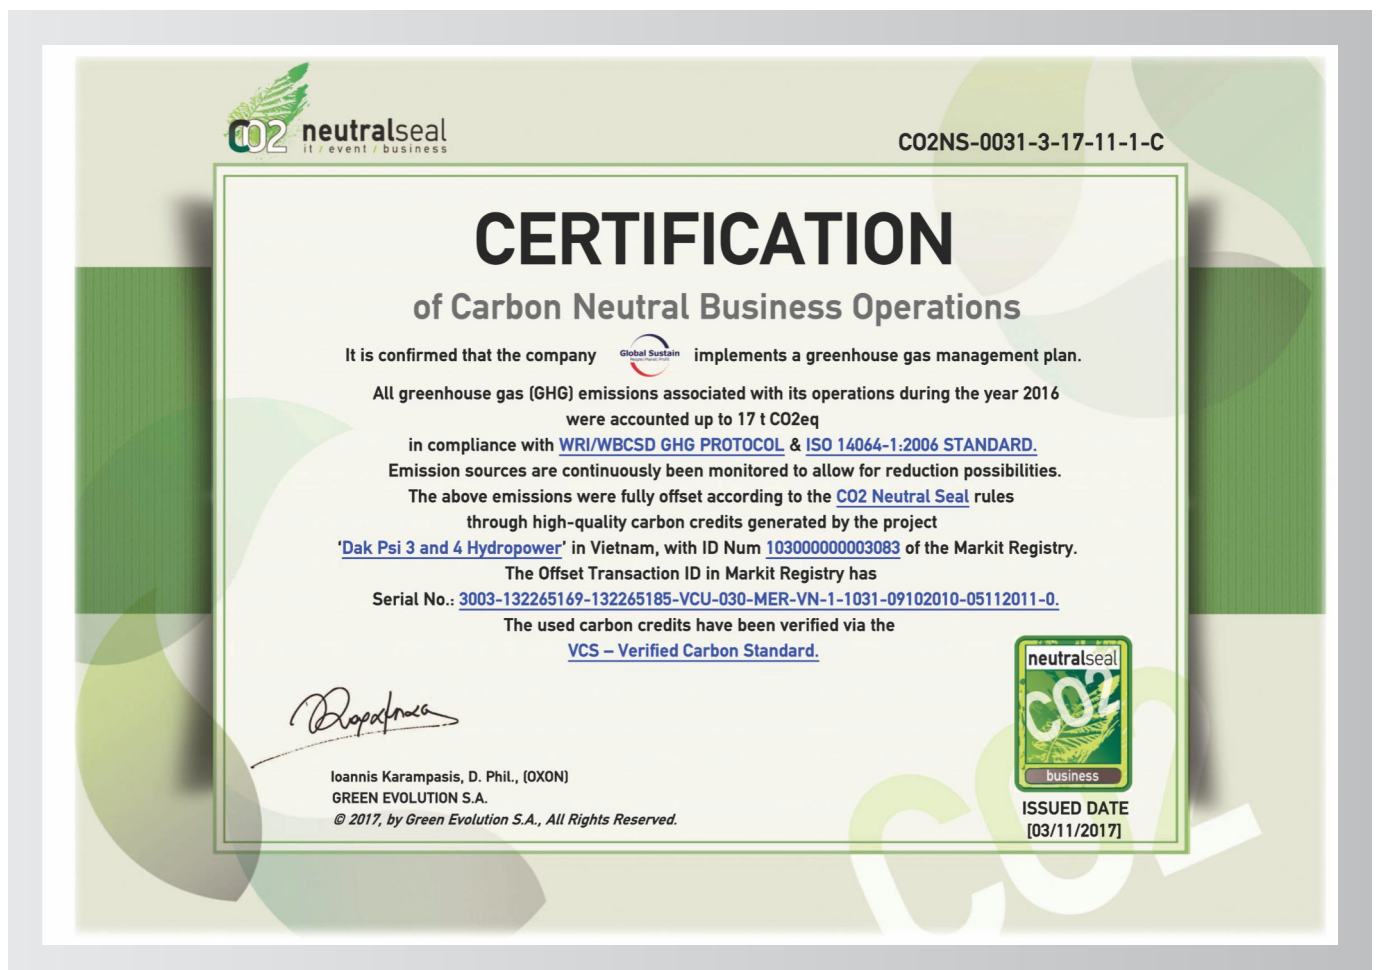 CO2 neutralseal
it / event / business
CO2NS-0031-3-17-11-1-C
CERTIFICATION
of Carbon Neutral Business Operations
It is confirmed that the company Global Sustain implements a greenhouse gas management plan.
People Planet Profit
All greenhouse gas (GHG) emissions associated with its operations during the year 2016
were accounted up to 17 t CO2eq
in compliance with WRI/WBCSD GHG PROTOCOL & ISO 14064-1:2006 STANDARD.
Emission sources are continuously been monitored to allow for reduction possibilities.
The above emissions were fully offset according to the CO2 Neutral Seal rules
through high-quality carbon credits generated by the project
‘Dak Psi 3 and 4 Hydropower’ in Vietnam, with ID Num 103000000003083 of the Markit Registry.
The Offset Transaction ID in Markit Registry has
Serial No.: 3003-132265169-132265185-VCU-030-MER-VN-1-1031-09102010-05112011-0.
The used carbon credits have been verified via the
VCS – Verified Carbon Standard.
neutralseal
CO2
business
Ioannis Karampasis, D. Phil., (OXON)
GREEN EVOLUTION S.A.
© 2017, by Green Evolution S.A., All Rights Reserved.
ISSUED DATE
[03/11/2017]
CO2